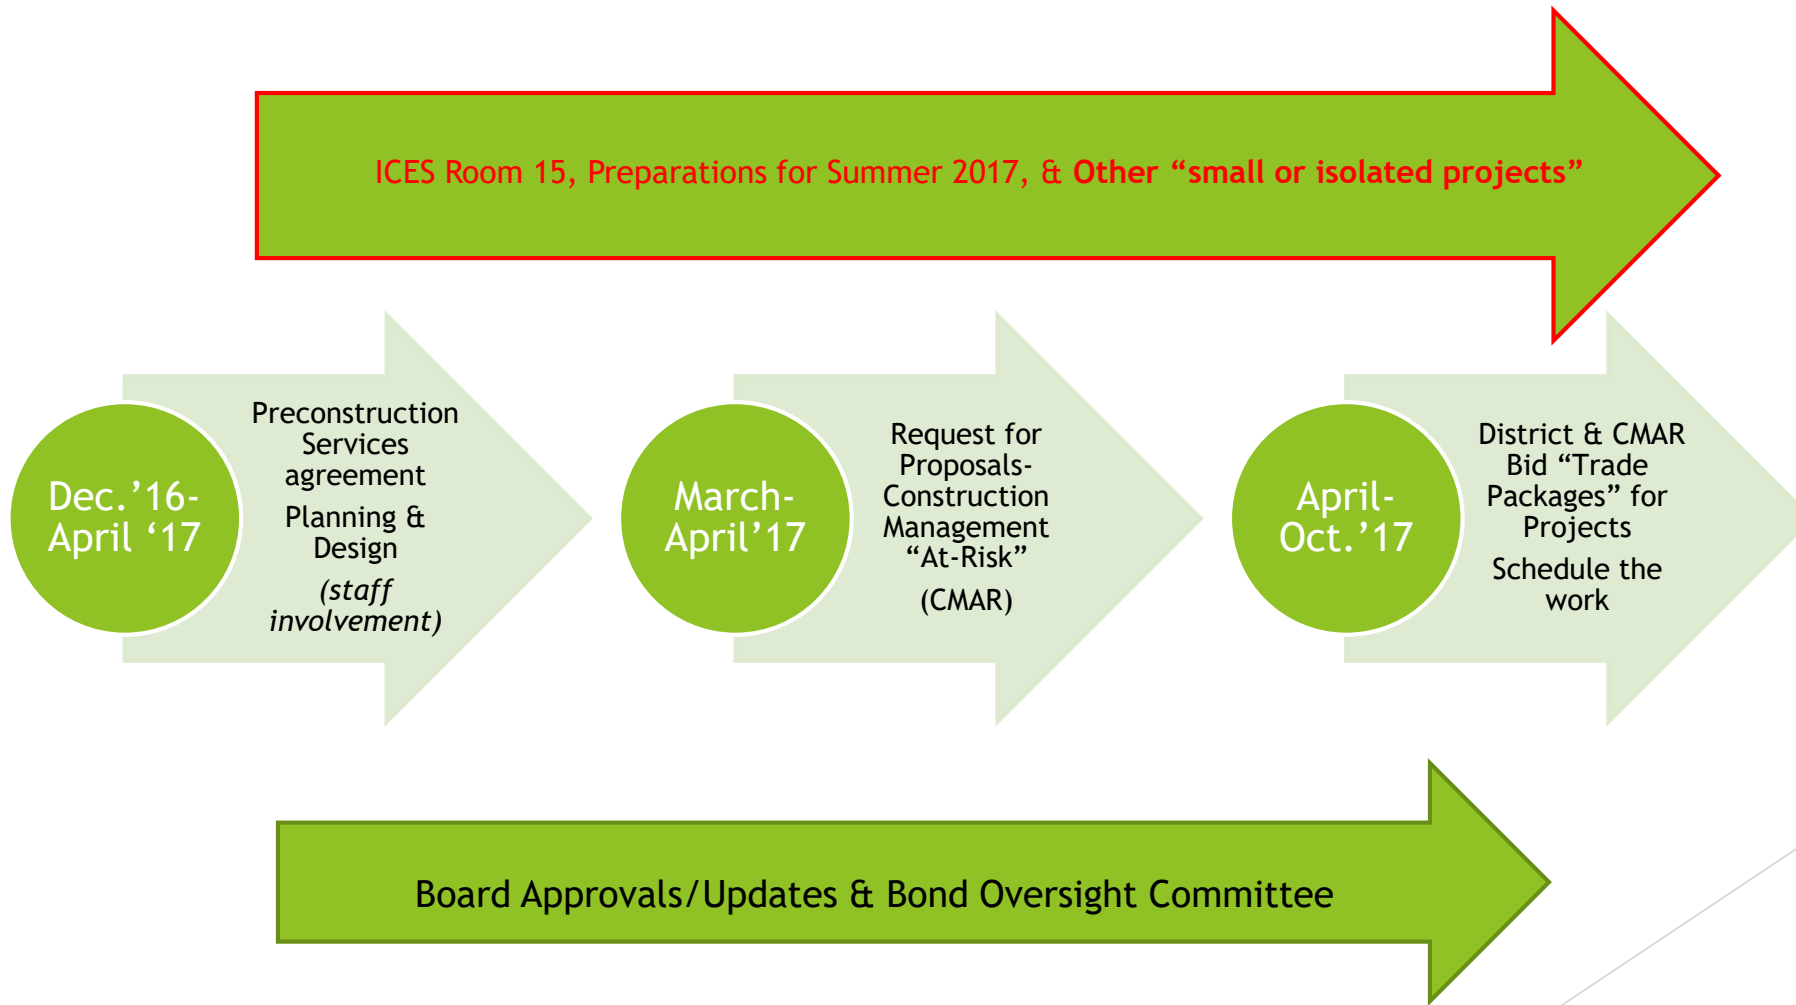 ICES Room 15, Preparations for Summer 2017, & Other “small or isolated projects”
Dec.’16-
April ‘17
Preconstruction
Services
agreement
Planning &
Design
(staff
involvement)
March-
April’17
Request for
Proposals-
Construction
Management
“At-Risk”
(CMAR)
April-
Oct.’17
District & CMAR
Bid “Trade
Packages” for
Projects
Schedule the
work
Board Approvals/Updates & Bond Oversight Committee